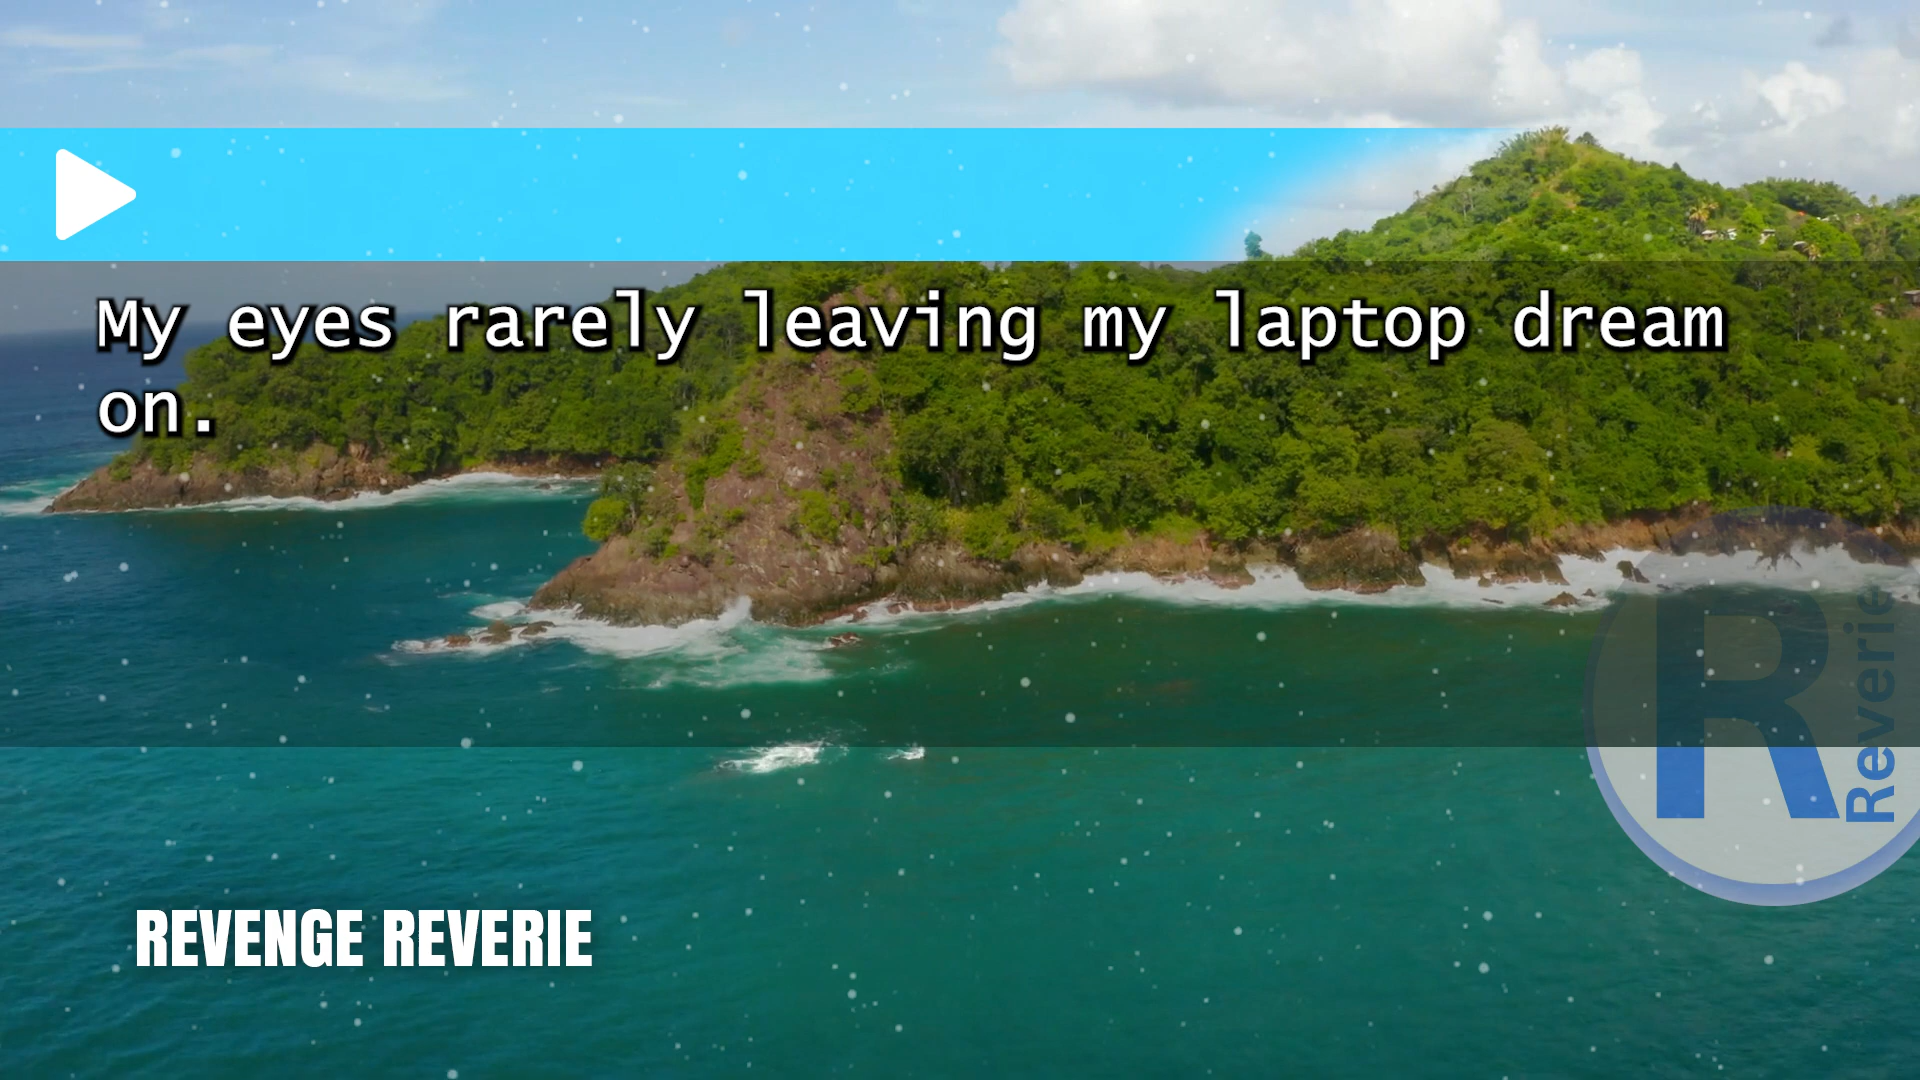 My eyes rarely leaving my laptop dream
on.
R
Reverie
REVENGE REVERIE